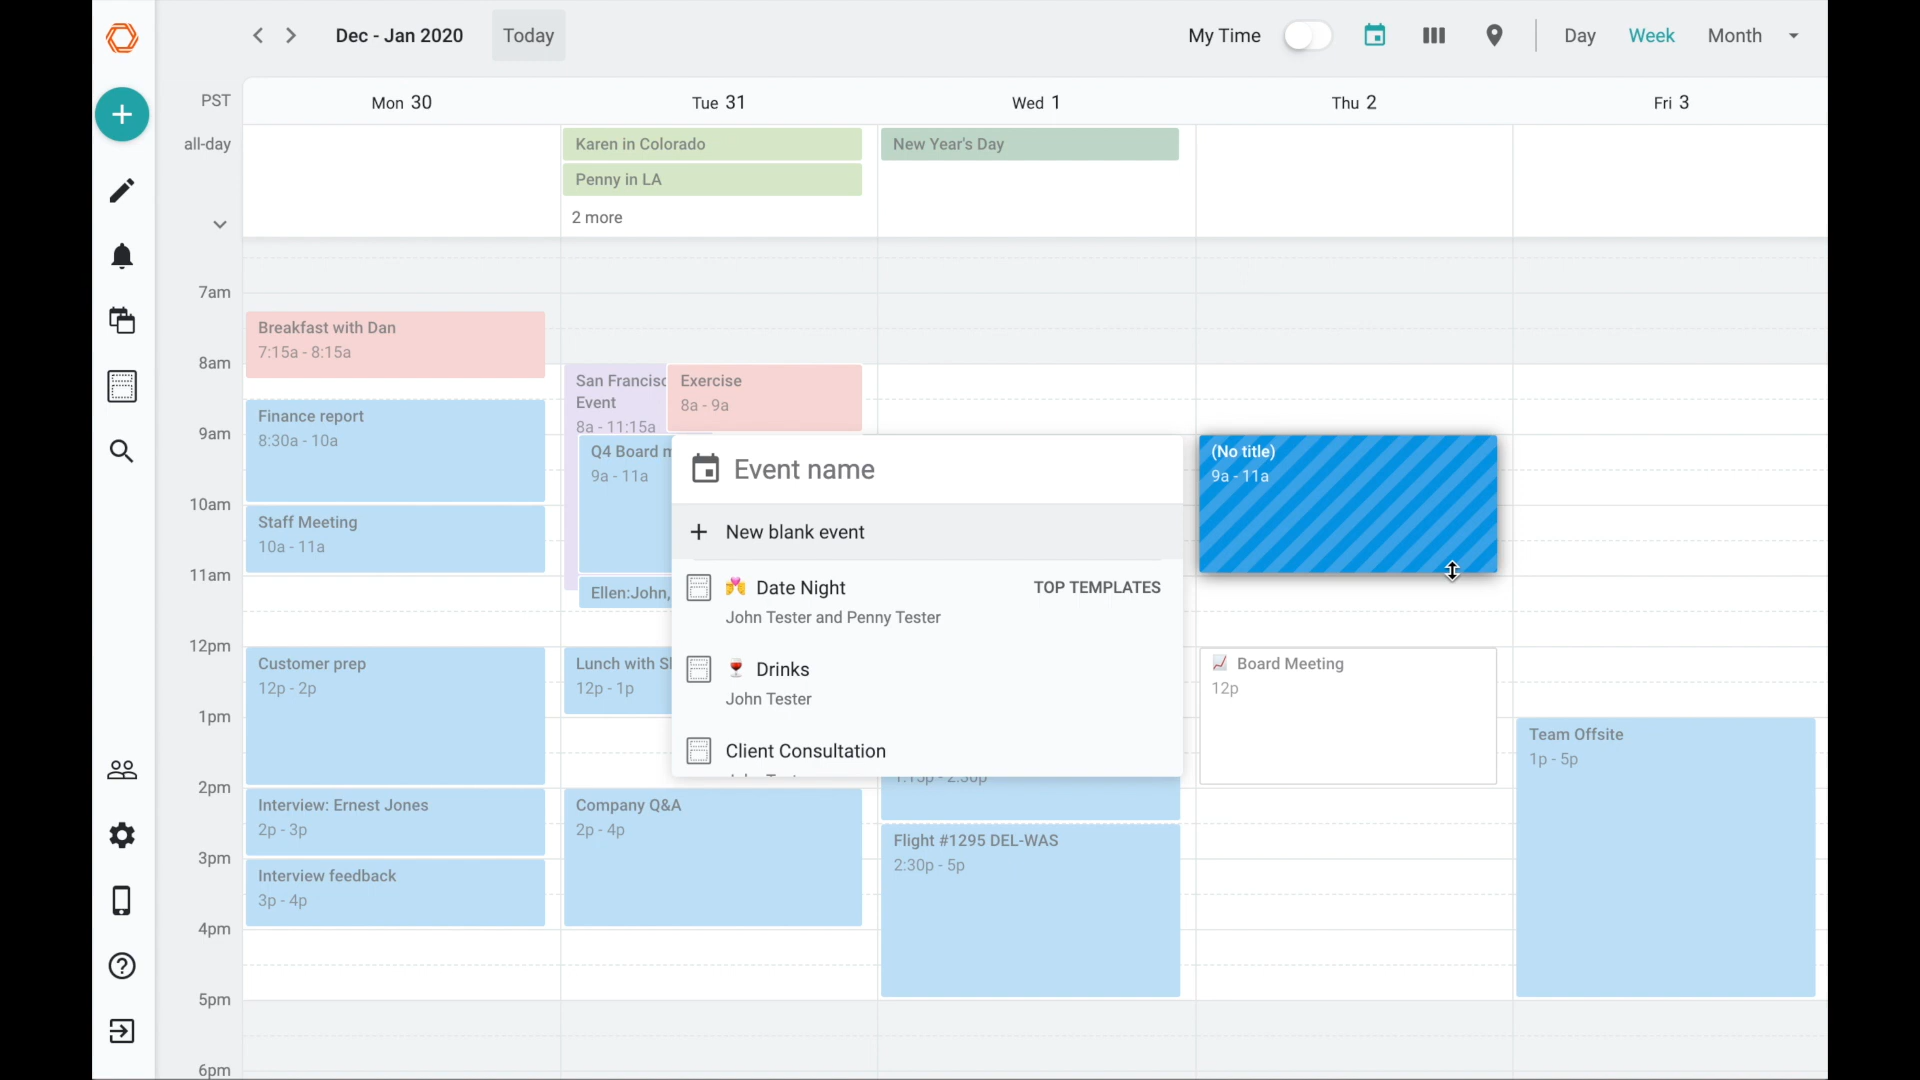 Dec - Jan 2020
Today
My Time
Day
Week
Month
PST
Mon 30
Tue 31
Wed 1
Thu 2
Fri 3
all-day
Karen in Colorado
New Year's Day
Penny in LA
2 more
7am
8am
9am
10am
11am
12pm
1pm
2pm
3pm
4pm
5pm
6pm
Breakfast with Dan
7:15a - 8:15a
Finance report
8:30a - 10a
Staff Meeting
10a - 11a
Customer prep
12p - 2p
Interview: Ernest Jones
2p - 3p
Interview feedback
3p - 4p
San Francisc
Event
8a - 11:15a
Exercise
8a - 9a
Q4 Board
9a - 11a
Ellen:John,
Lunch with
12p - 1p
Company Q&A
2p - 4p
Event name
New blank event
Date Night
TOP TEMPLATES
John Tester and Penny Tester
Drinks
John Tester
Client Consultation
Flight #1295 DEL-WAS
2:30p - 5p
(No title)
9a - 11a
Board Meeting
12p
Team Offsite
1p - 5p